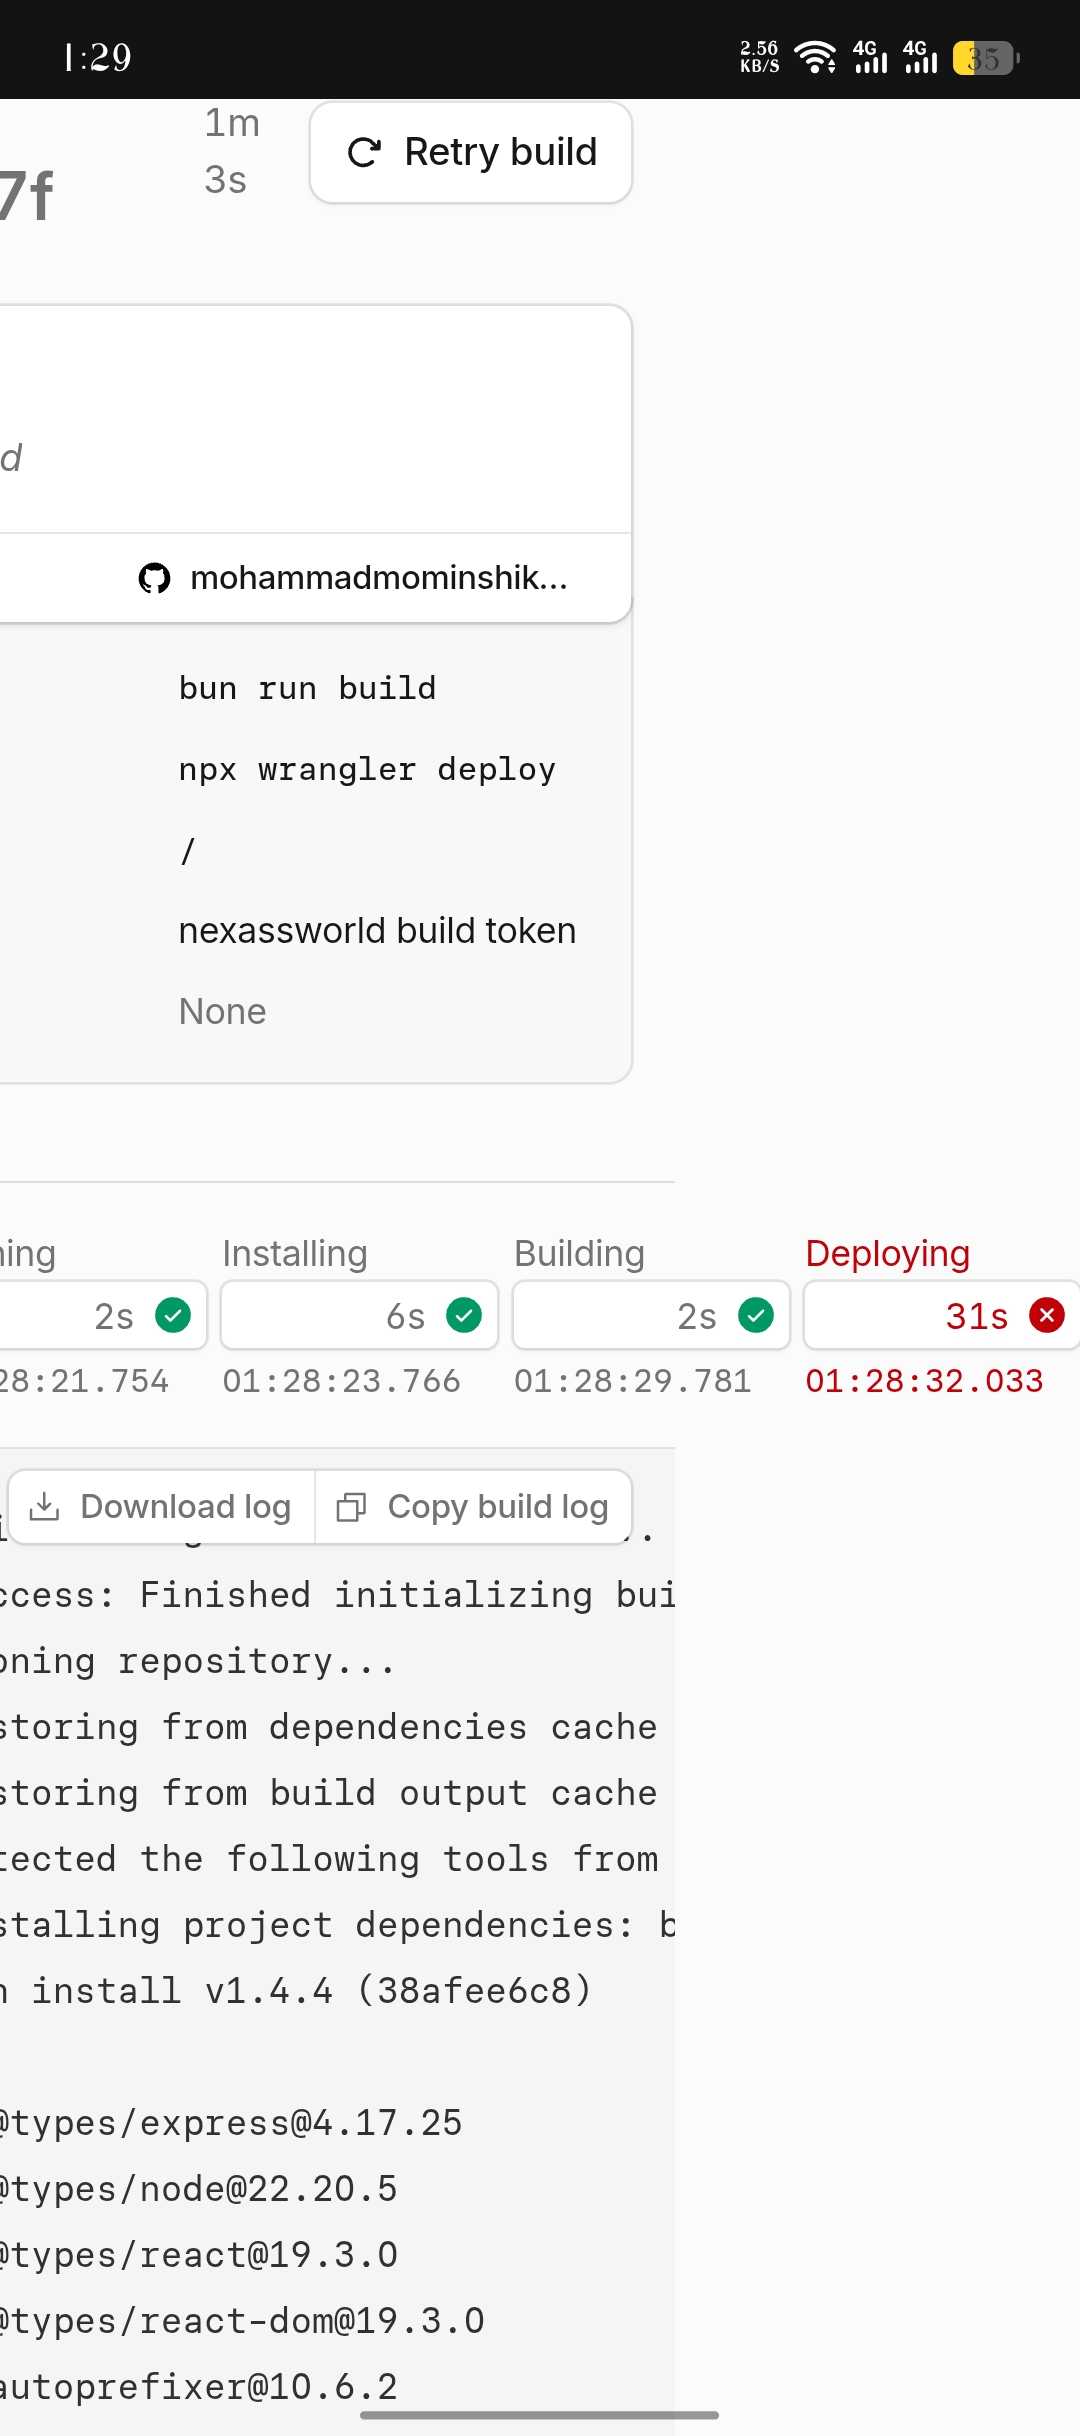 1:29
2.56
KB/S
4G
4G
35
1m
3s
7f
Retry build
d
mohammadmominshik...
bun run build
npx wrangler deploy
/
nexassworld build token
None
ning
Installing
Building
Deploying
2s
6s
2s
31s
28:21.754
01:28:23.766
01:28:29.781
01:28:32.033
Download log
Copy build log
ccess: Finished initializing bui
oning repository...
storing from dependencies cache
storing from build output cache
tected the following tools from
stalling project dependencies: b
n install v1.4.4 (38afee6c8)
@types/express@4.17.25
@types/node@22.20.5
@types/react@19.3.0
@types/react-dom@19.3.0
autoprefixer@10.6.2